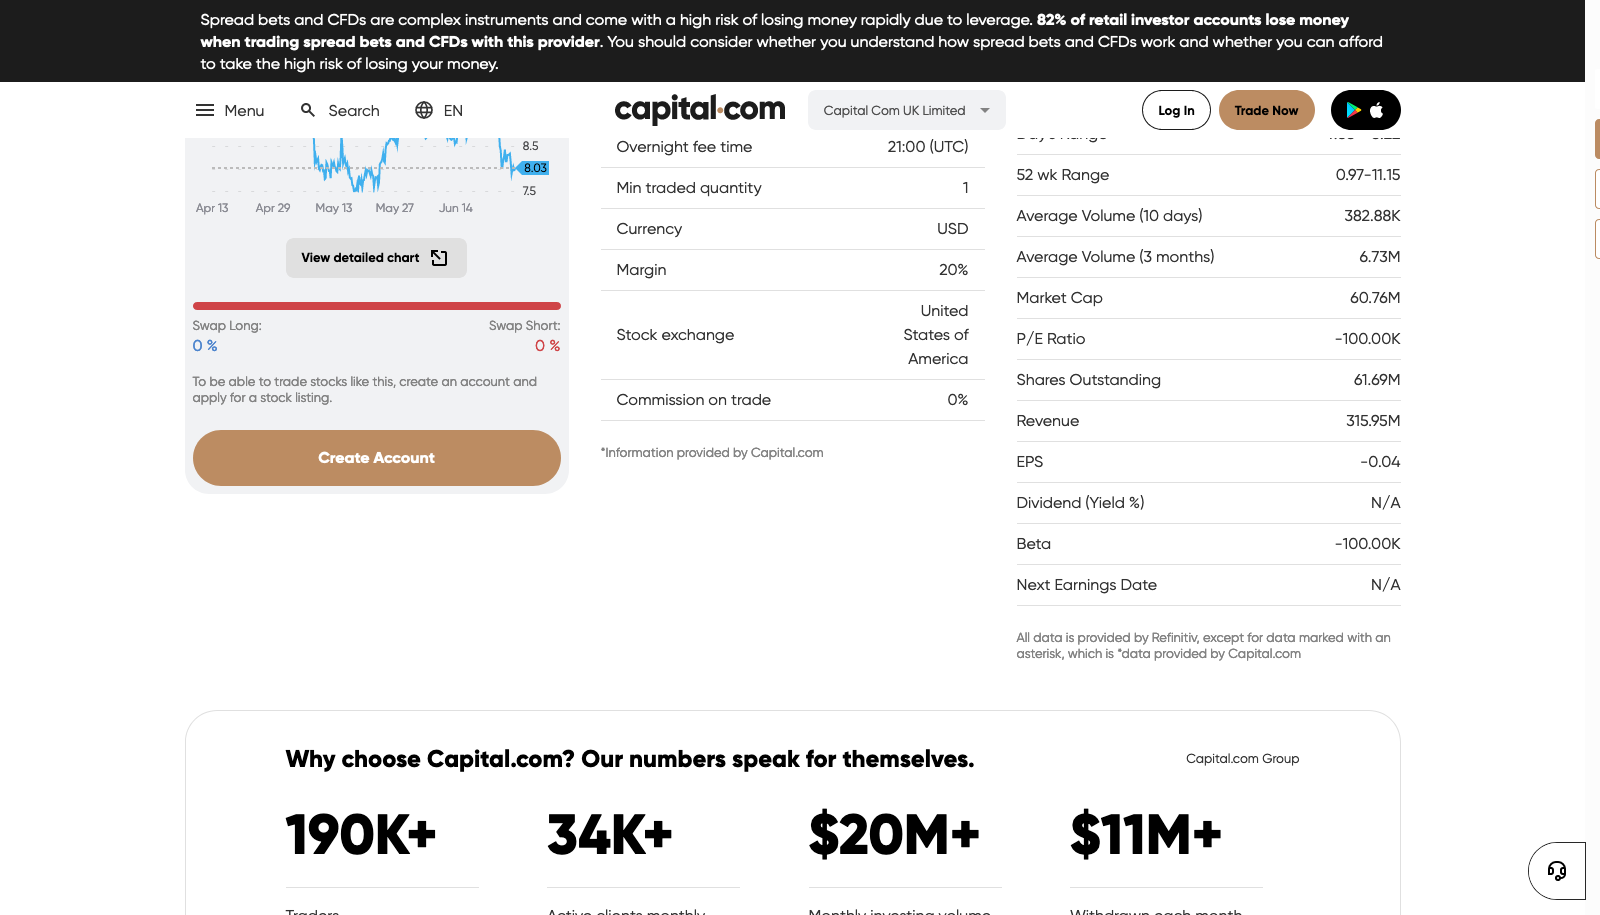 Spread bets and CFDs are complex instruments and come with a high risk of losing money rapidly due to leverage. 82% of retail investor accounts lose money
when trading spread bets and CFDs with this provider. You should consider whether you understand how spread bets and CFDs work and whether you can afford
to take the high risk of losing your money.
Menu
Search
EN
capital.com
Capital Com UK Limited
Log In
Trade Now
8.5
8.03
7.5
Apr 13
Apr 29
May 13
May 27
Jun 14
View detailed chart
Swap Long:
Swap Short:
0 %
0 %
To be able to trade stocks like this, create an account and
apply for a stock listing.
Create Account
Overnight fee time
21:00 (UTC)
Min traded quantity
1
Currency
USD
Margin
20%
Stock exchange
United
States of
America
Commission on trade
0%
*Information provided by Capital.com
52 wk Range
0.97-11.15
Average Volume (10 days)
382.88K
Average Volume (3 months)
6.73M
Market Cap
60.76M
P/E Ratio
-100.00K
Shares Outstanding
61.69M
Revenue
315.95M
EPS
-0.04
Dividend (Yield %)
N/A
Beta
-100.00K
Next Earnings Date
N/A
All data is provided by Refinitiv, except for data marked with an
asterisk, which is *data provided by Capital.com
Why choose Capital.com? Our numbers speak for themselves.
Capital.com Group
190K+
34K+
$20M+
$11M+
Traders
Active clients monthly
Monthly investing volume
Withdrawn each month